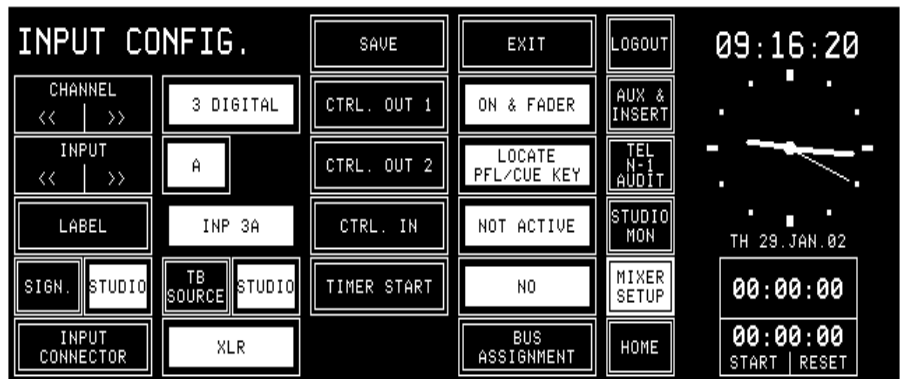 INPUT CONFIG.
SAVE
EXIT
LOGOUT
09:16:20
CHANNEL
<< >>
3 DIGITAL
CTRL. OUT 1
ON & FADER
AUX &
INSERT
INPUT
<< >>
A
CTRL. OUT 2
LOCATE
PFL/CUE KEY
TEL
N-1
AUDIT
LABEL
INP 3A
CTRL. IN
NOT ACTIVE
STUDIO
MON
TH 29.JAN.02
SIGN.
STUDIO
TB
SOURCE
STUDIO
TIMER START
NO
MIXER
SETUP
00:00:00
INPUT
CONNECTOR
XLR
BUS
ASSIGNMENT
HOME
00:00:00
START RESET